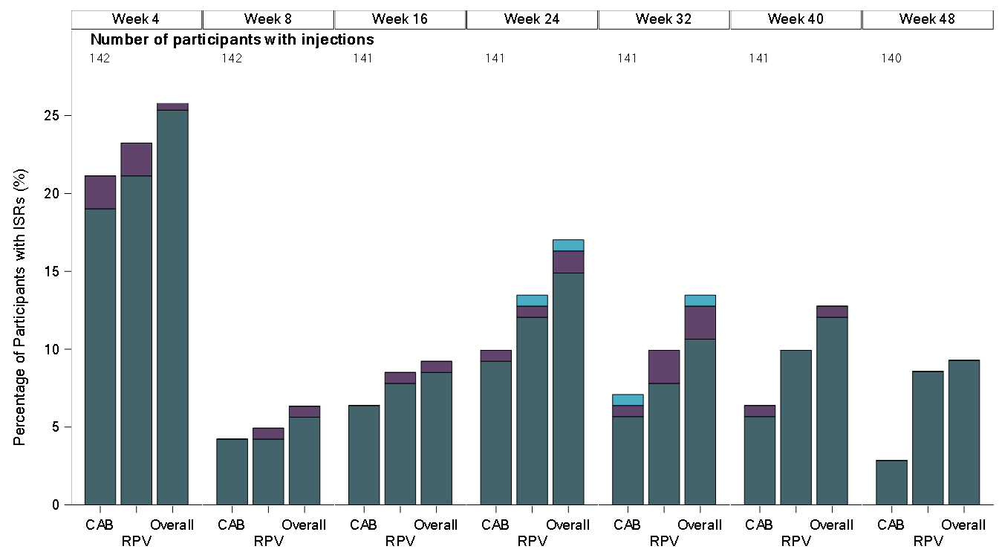 Week 4 Week 8 Week 16 Week 24 Week 32 Week 40 Week 48
Number of participants with injections
142 142 141 141 141 141 140
Percentage of Participants with ISRs (%)
25
20
15
10
5
0
CAB Overall CAB Overall CAB Overall CAB Overall CAB Overall CAB Overall CAB Overall
RPV RPV RPV RPV RPV RPV RPV